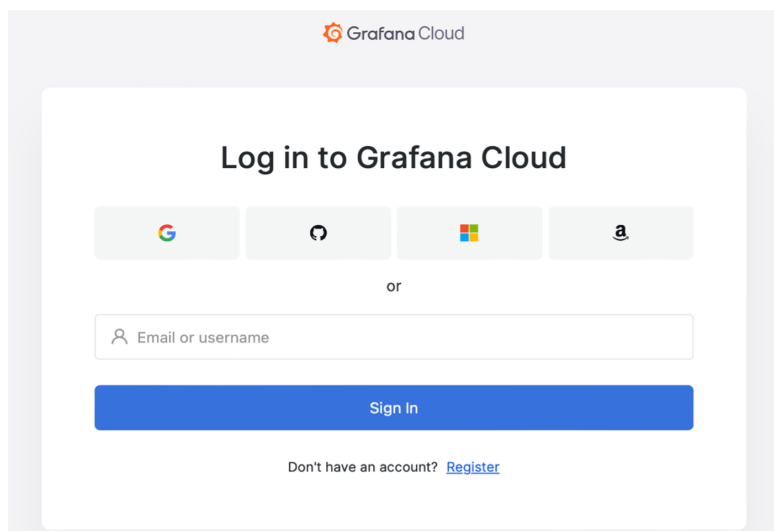 Grafana Cloud
Log in to Grafana Cloud
or
Email or username
Sign In
Don't have an account? Register